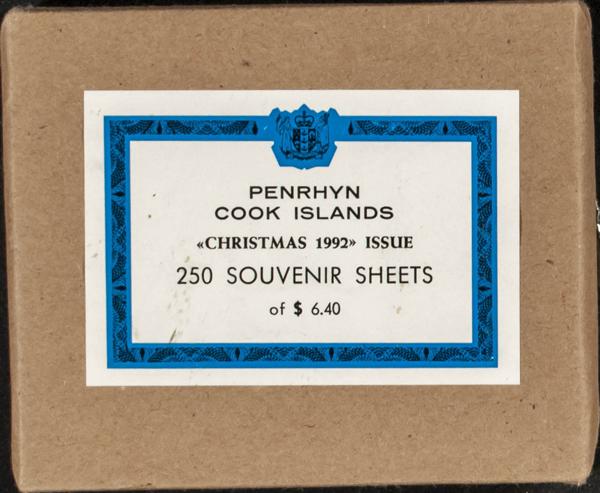 PENRHYN
COOK ISLANDS
«CHRISTMAS 1992» ISSUE
250 SOUVENIR SHEETS
of $ 6.40